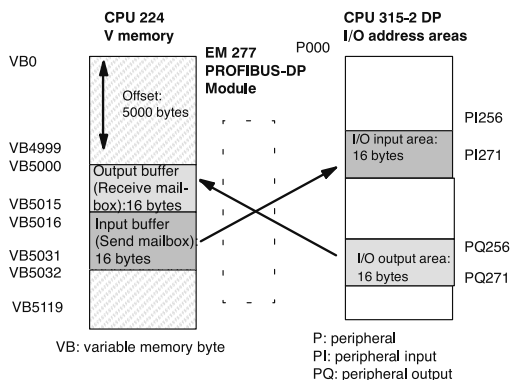 CPU 224
V memory
VB0
Offset:
5000 bytes
VB4999
VB5000
Output buffer
(Receive mail-
box):16 bytes
VB5015
VB5016
Input buffer
(Send mailbox):
16 bytes
VB5031
VB5032
VB5119
VB: variable memory byte
EM 277
PROFIBUS-DP
Module
CPU 315-2 DP
I/O address areas
P000
PI256
I/O input area:
16 bytes
PI271
PQ256
I/O output area:
16 bytes
PQ271
P: peripheral
PI: peripheral input
PQ: peripheral output